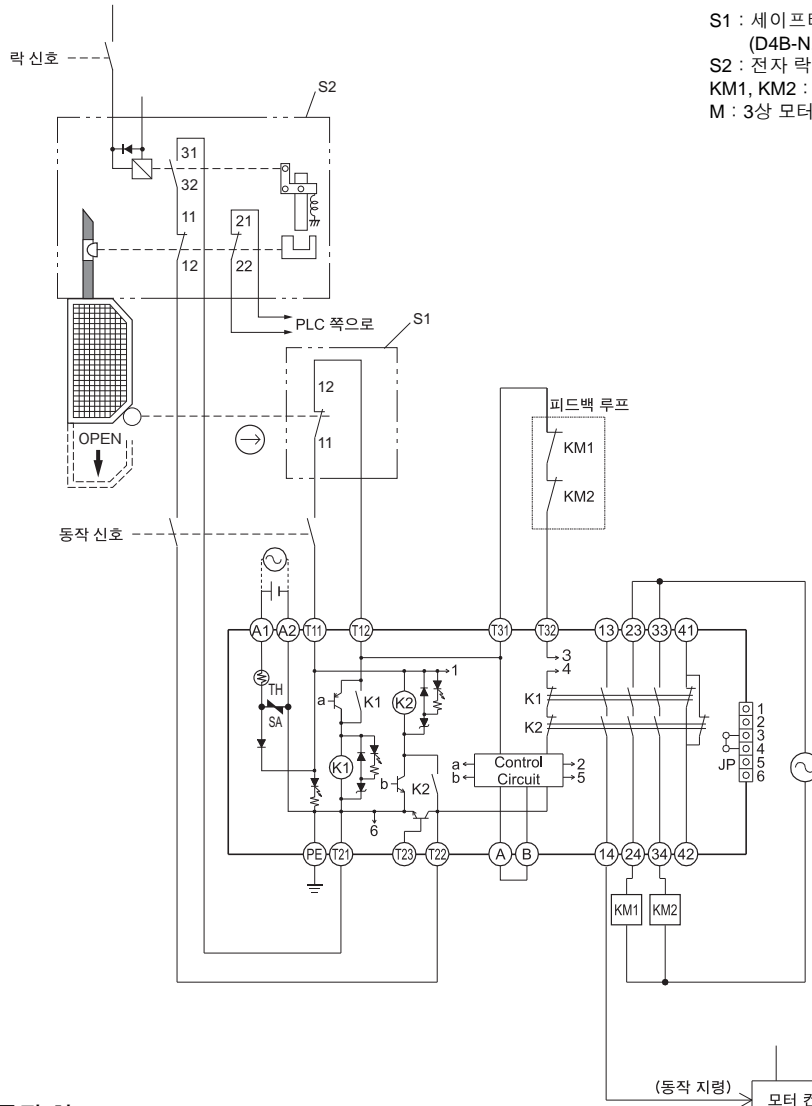 S1 : 세이프티
(D4B-N
S2 : 전자 락
KM1, KM2 :
M : 3상 모터
락 신호
S2
31
32
11
12
21
22
PLC 쪽으로
S1
12
11
OPEN
피드백 루프
KM1
KM2
동작 신호
A1 A2 T11 T12 T31 T32 13 23 33 41
TH
SA
a
K1
K2
1
3
4
K1
K2
K1
b
K2
a
b
Control
Circuit
2
5
6
JP
1
2
3
4
5
6
PE T21 T23 T22 A B 14 24 34 42
KM1 KM2
(동작 지령)